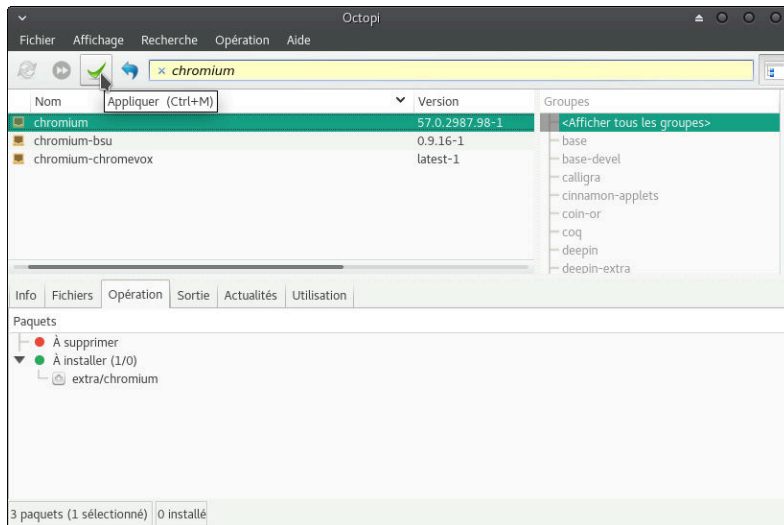 Octopi
Fichier Affichage Recherche Opération Aide
chromium
Appliquer (Ctrl+M)
Nom Version Groupes
chromium 57.0.2987.98-1 <Afficher tous les groupes>
chromium-bsu 0.9.16-1 base
chromium-chromevox latest-1 base-devel
calligra
cinnamon-applets
coin-or
coq
deepin
deepin-extra
Info Fichiers Opération Sortie Actualités Utilisation
Paquets
À supprimer
À installer (1/0)
extra/chromium
3 paquets (1 sélectionné) 0 installé